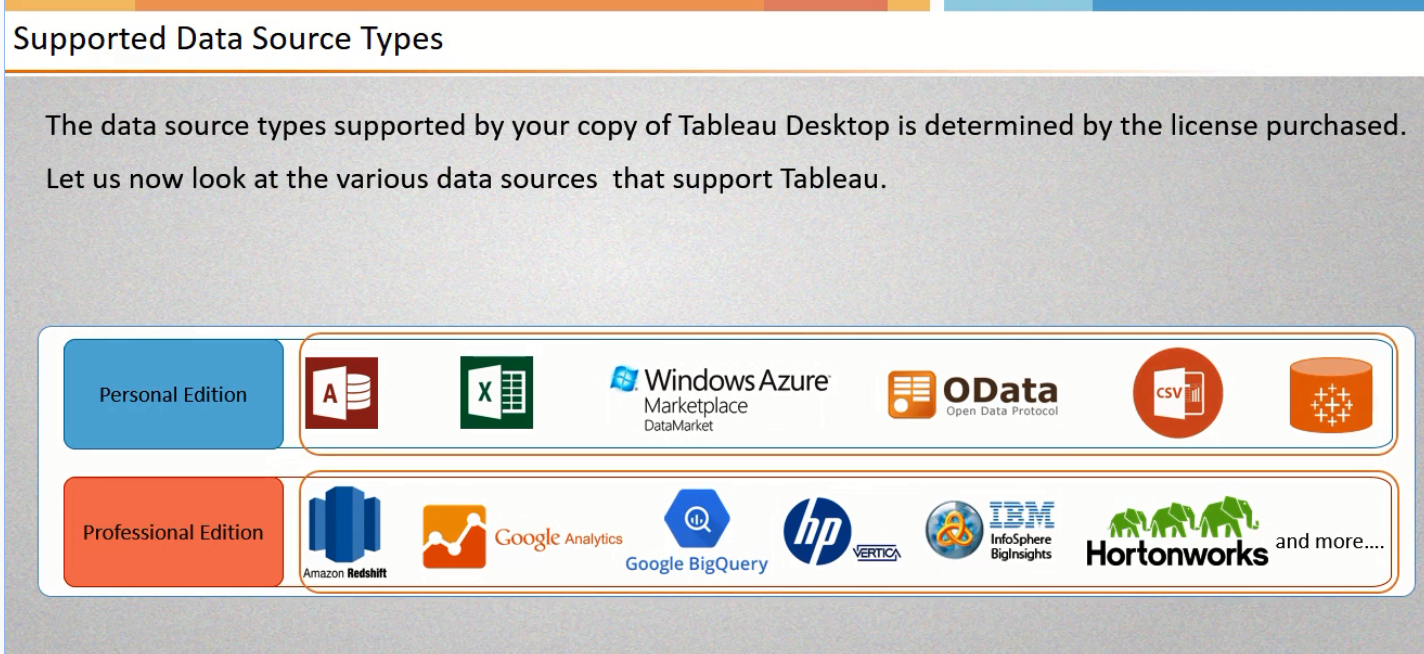 Supported Data Source Types
The data source types supported by your copy of Tableau Desktop is determined by the license purchased.
Let us now look at the various data sources  that support Tableau.
Personal Edition
A
X
Windows Azure
Marketplace
DataMarket
OData
Open Data Protocol
CSV
Professional Edition
Amazon Redshift
Google Analytics
Google BigQuery
hp
VERTICA
IBM
InfoSphere
BigInsights
Hortonworks
and more....